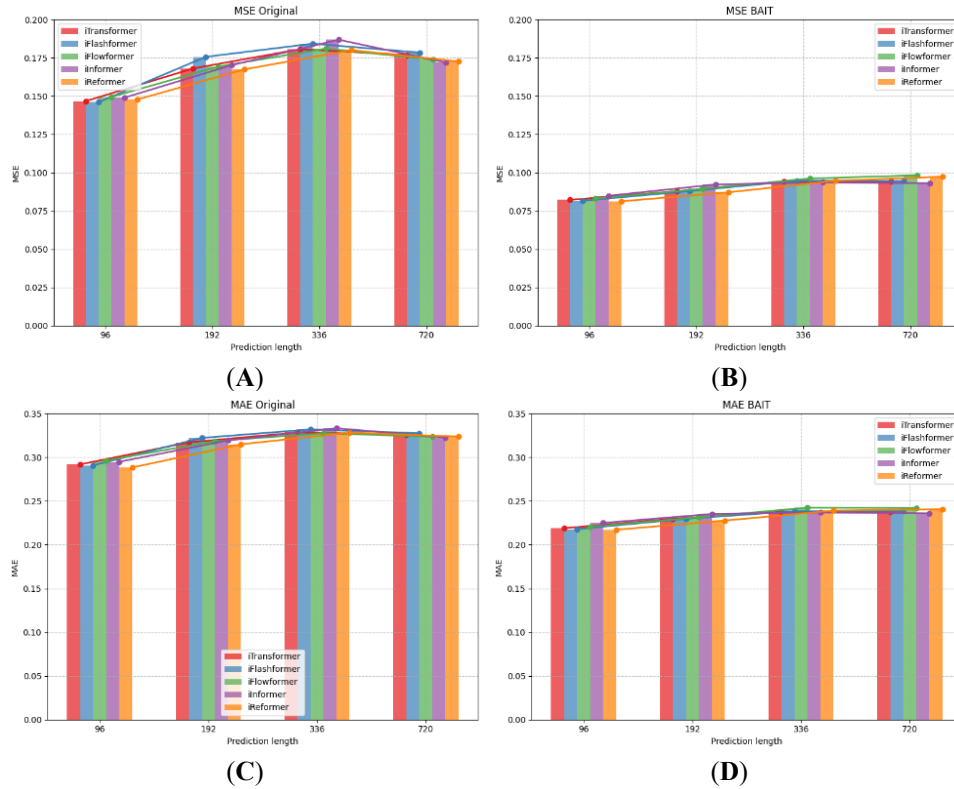 MSE Original
0.200
0.175
0.150
0.125
0.100
0.075
0.050
0.025
0.000
MSE
iTransformer
iFlashformer
iFlowformer
iInformer
iReformer
96
192
336
720
Prediction length
(A)
MSE BAIT
0.200
0.175
0.150
0.125
0.100
0.075
0.050
0.025
0.000
MSE
iTransformer
iFlashformer
iFlowformer
iInformer
iReformer
96
192
336
720
Prediction length
(B)
MAE Original
0.35
0.30
0.25
0.20
0.15
0.10
0.05
0.00
MAE
iTransformer
iFlashformer
iFlowformer
iInformer
iReformer
96
192
336
720
Prediction length
(C)
MAE BAIT
0.35
0.30
0.25
0.20
0.15
0.10
0.05
0.00
MAE
iTransformer
iFlashformer
iFlowformer
iInformer
iReformer
96
192
336
720
Prediction length
(D)